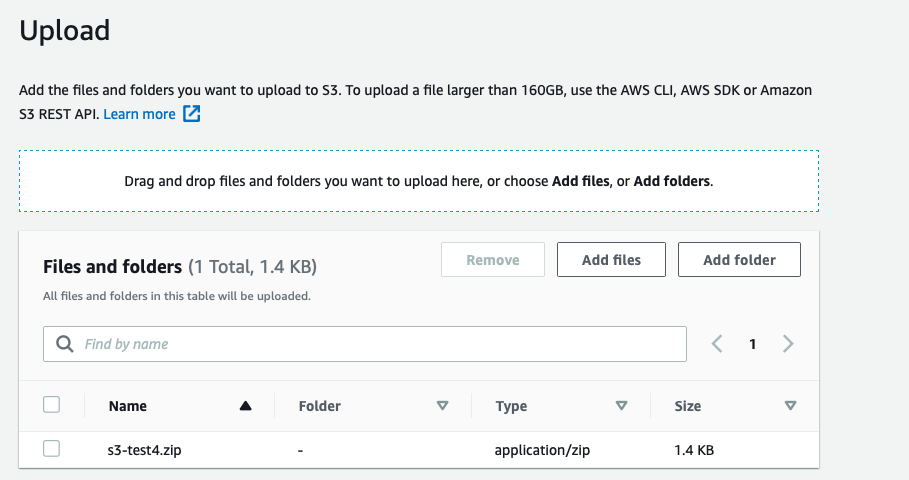 Upload
Add the files and folders you want to upload to S3. To upload a file larger than 160GB, use the AWS CLI, AWS SDK or Amazon
S3 REST API. Learn more
Drag and drop files and folders you want to upload here, or choose Add files, or Add folders.
Files and folders (1 Total, 1.4 KB)
Remove
Add files
Add folder
All files and folders in this table will be uploaded.
Find by name
1
Name Folder Type Size
s3-test4.zip - application/zip 1.4 KB